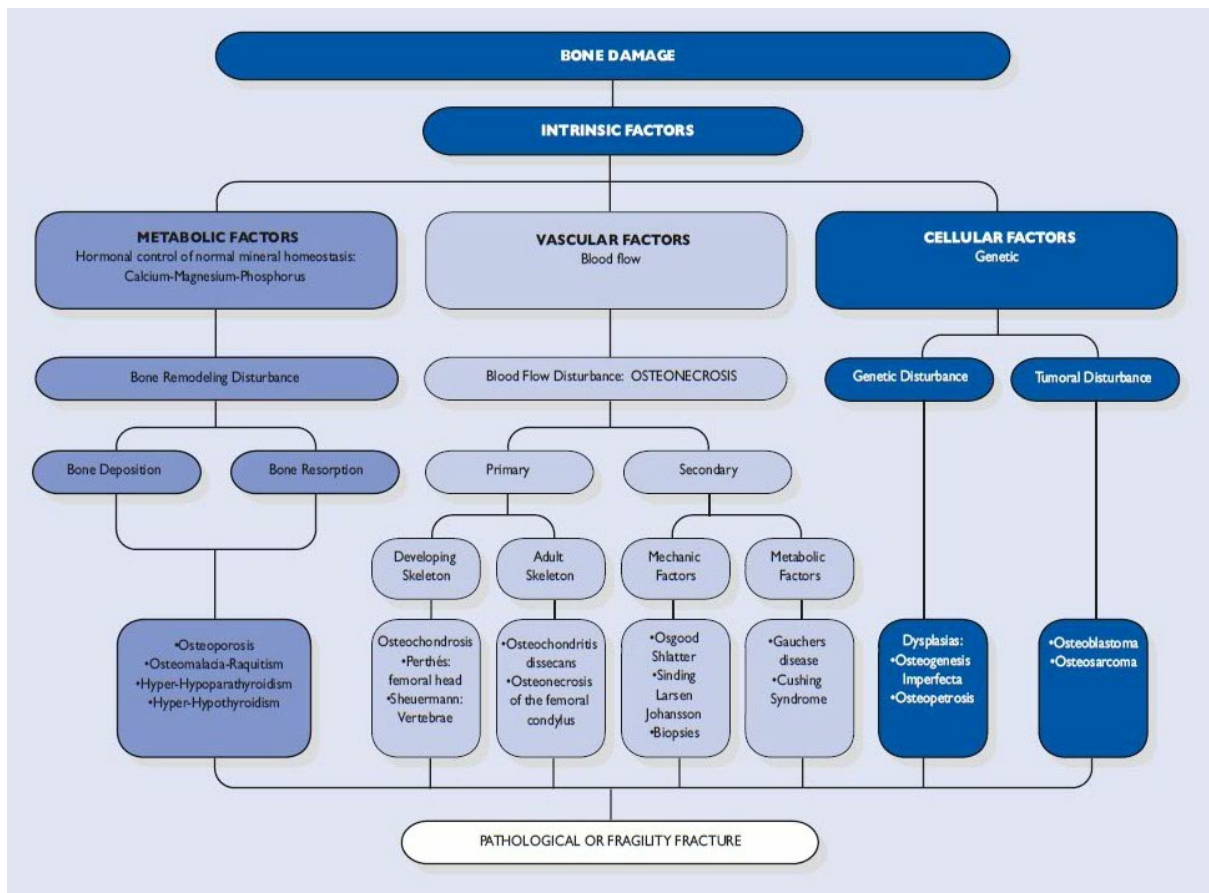 BONE DAMAGE
INTRINSIC FACTORS
METABOLIC FACTORS
Hormonal control of normal mineral homeostasis:
Calcium-Magnesium-Phosphorus
VASCULAR FACTORS
Blood flow
CELLULAR FACTORS
Genetic
Bone Remodeling Disturbance
Blood Flow Disturbance: OSTEONECROSIS
Genetic Disturbance
Tumoral Disturbance
Bone Deposition
Bone Resorption
Primary
Secondary
Developing
Skeleton
Adult
Skeleton
Mechanic
Factors
Metabolic
Factors
•Osteoporosis
•Osteomalacia-Raquitism
•Hyper-Hypoparathyroidism
•Hyper-Hypothyroidism
Osteochondrosis
•Perthés:
femoral head
•Sheuermann:
Vertebrae
•Osteochondritis
dissecans
•Osteonecrosis
of the femoral
condylus
•Osgood
Shlatter
•Sinding
Larsen
Johansson
•Biopsies
•Gauchers
disease
•Cushing
Syndrome
Dysplasias:
•Osteogenesis
Imperfecta
•Osteopetrosis
•Osteoblastoma
•Osteosarcoma
PATHOLOGICAL OR FRAGILITY FRACTURE